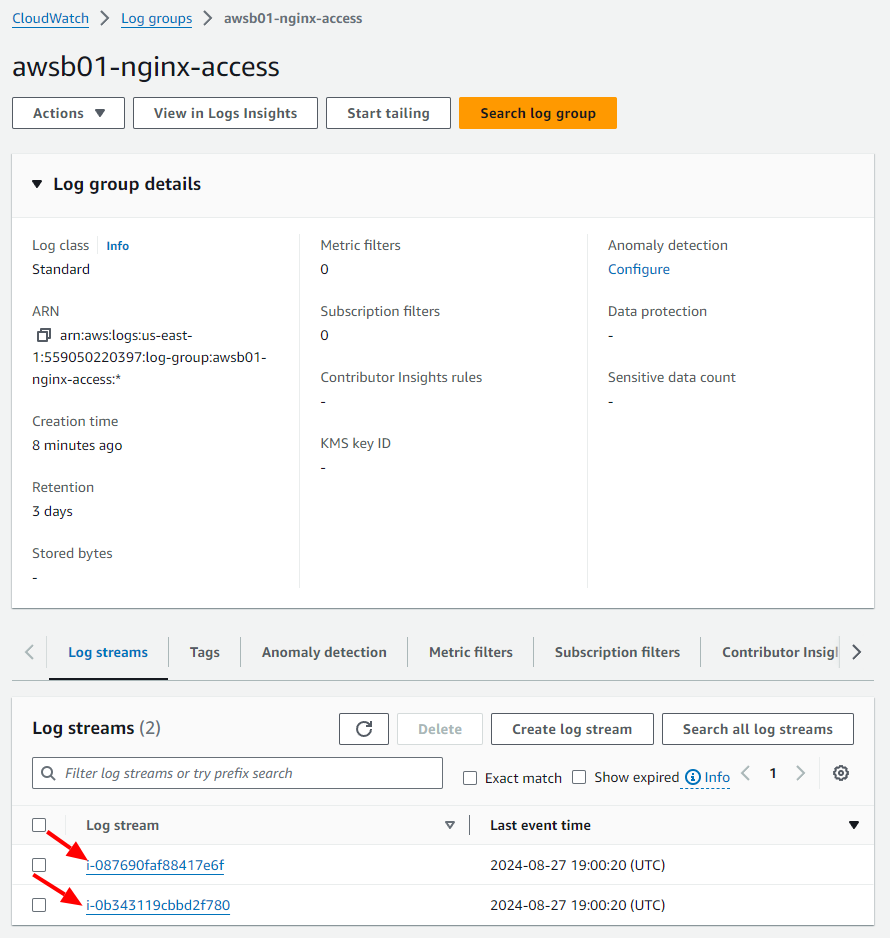 CloudWatch > Log groups > awsb01-nginx-access
awsb01-nginx-access
Actions View in Logs Insights Start tailing Search log group
Log group details
Log class Info
Standard
ARN
arn:aws:logs:us-east-
1:559050220397:log-group:awsb01-
nginx-access:*
Creation time
8 minutes ago
Retention
3 days
Stored bytes
-
Metric filters
0
Subscription filters
0
Contributor Insights rules
-
KMS key ID
-
Anomaly detection
Configure
Data protection
-
Sensitive data count
-
Log streams Tags Anomaly detection Metric filters Subscription filters Contributor Insigl
Log streams (2) Delete Create log stream Search all log streams
Filter log streams or try prefix search Exact match Show expired Info 1
Log stream Last event time
i-087690faf88417e6f 2024-08-27 19:00:20 (UTC)
i-0b343119cbbd2f780 2024-08-27 19:00:20 (UTC)